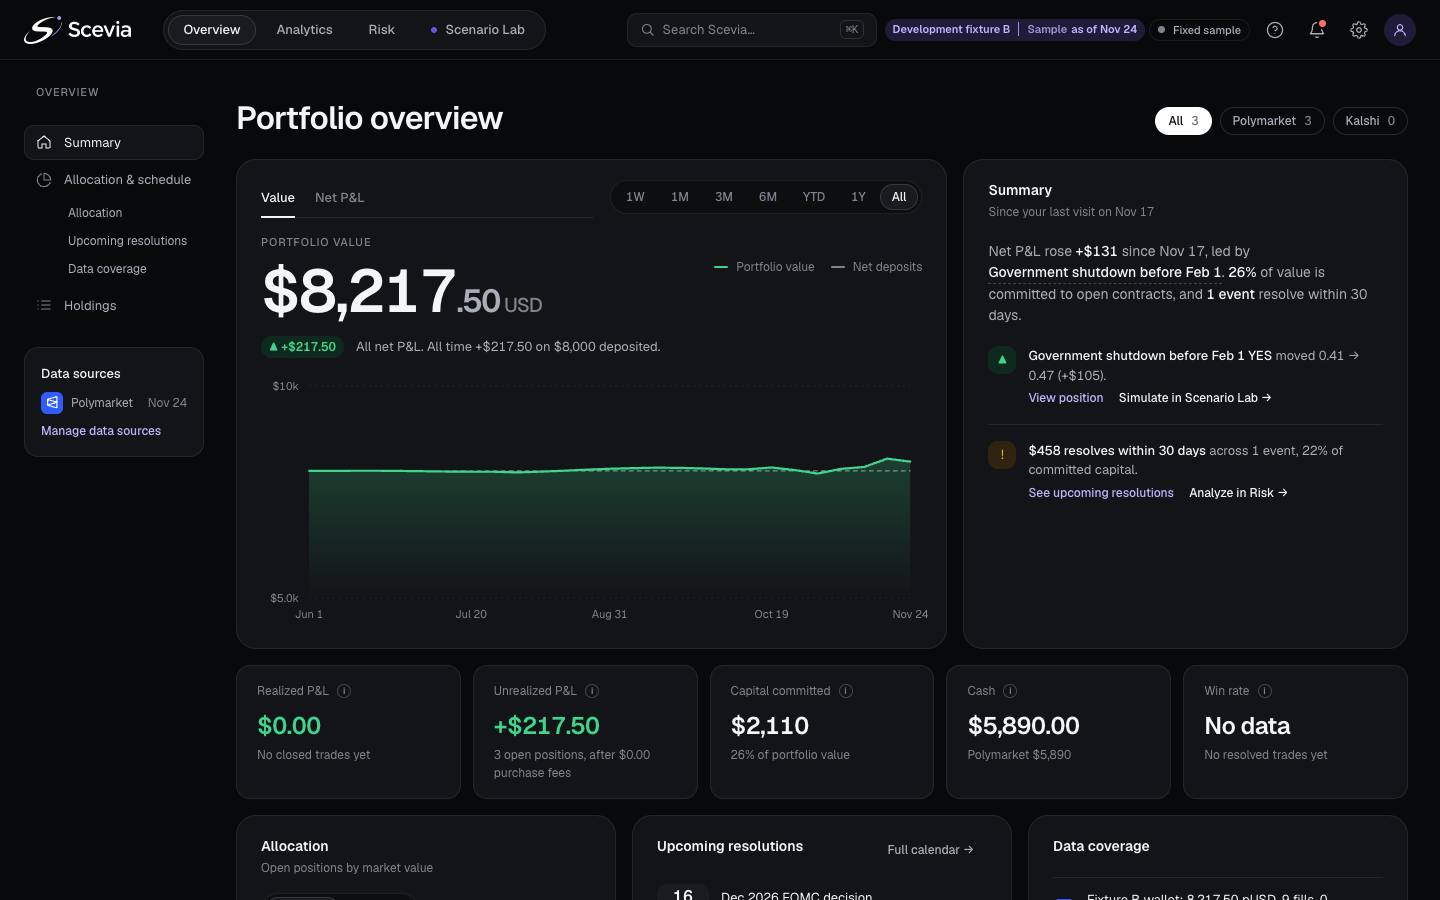 Scevia
Overview
Analytics
Risk
Scenario Lab
Search Scevia…
⌘K
Development fixture B | Sample as of Nov 24
Fixed sample
OVERVIEW
Summary
Allocation & schedule
Allocation
Upcoming resolutions
Data coverage
Holdings
Data sources
Polymarket Nov 24
Manage data sources
Portfolio overview
All 3
Polymarket 3
Kalshi 0
Value
Net P&L
1W 1M 3M 6M YTD 1Y All
PORTFOLIO VALUE
$8,217.50 USD
Portfolio value
Net deposits
▲ +$217.50 All net P&L. All time +$217.50 on $8,000 deposited.
$10k
$5.0k
Jun 1 Jul 20 Aug 31 Oct 19 Nov 24
Summary
Since your last visit on Nov 17
Net P&L rose +$131 since Nov 17, led by
Government shutdown before Feb 1. 26% of value is
committed to open contracts, and 1 event resolve within 30
days.
▲
Government shutdown before Feb 1 YES moved 0.41 →
0.47 (+$105).
View position Simulate in Scenario Lab →
!
$458 resolves within 30 days across 1 event, 22% of
committed capital.
See upcoming resolutions Analyze in Risk →
Realized P&L i
$0.00
No closed trades yet
Unrealized P&L i
+$217.50
3 open positions, after $0.00
purchase fees
Capital committed i
$2,110
26% of portfolio value
Cash i
$5,890.00
Polymarket $5,890
Win rate i
No data
No resolved trades yet
Allocation
Open positions by market value
Upcoming resolutions
Full calendar →
16
Dec 2026 FOMC decision
Data coverage
Fixture B wallet: 8,217.50 pUSD, 9 fills, 0